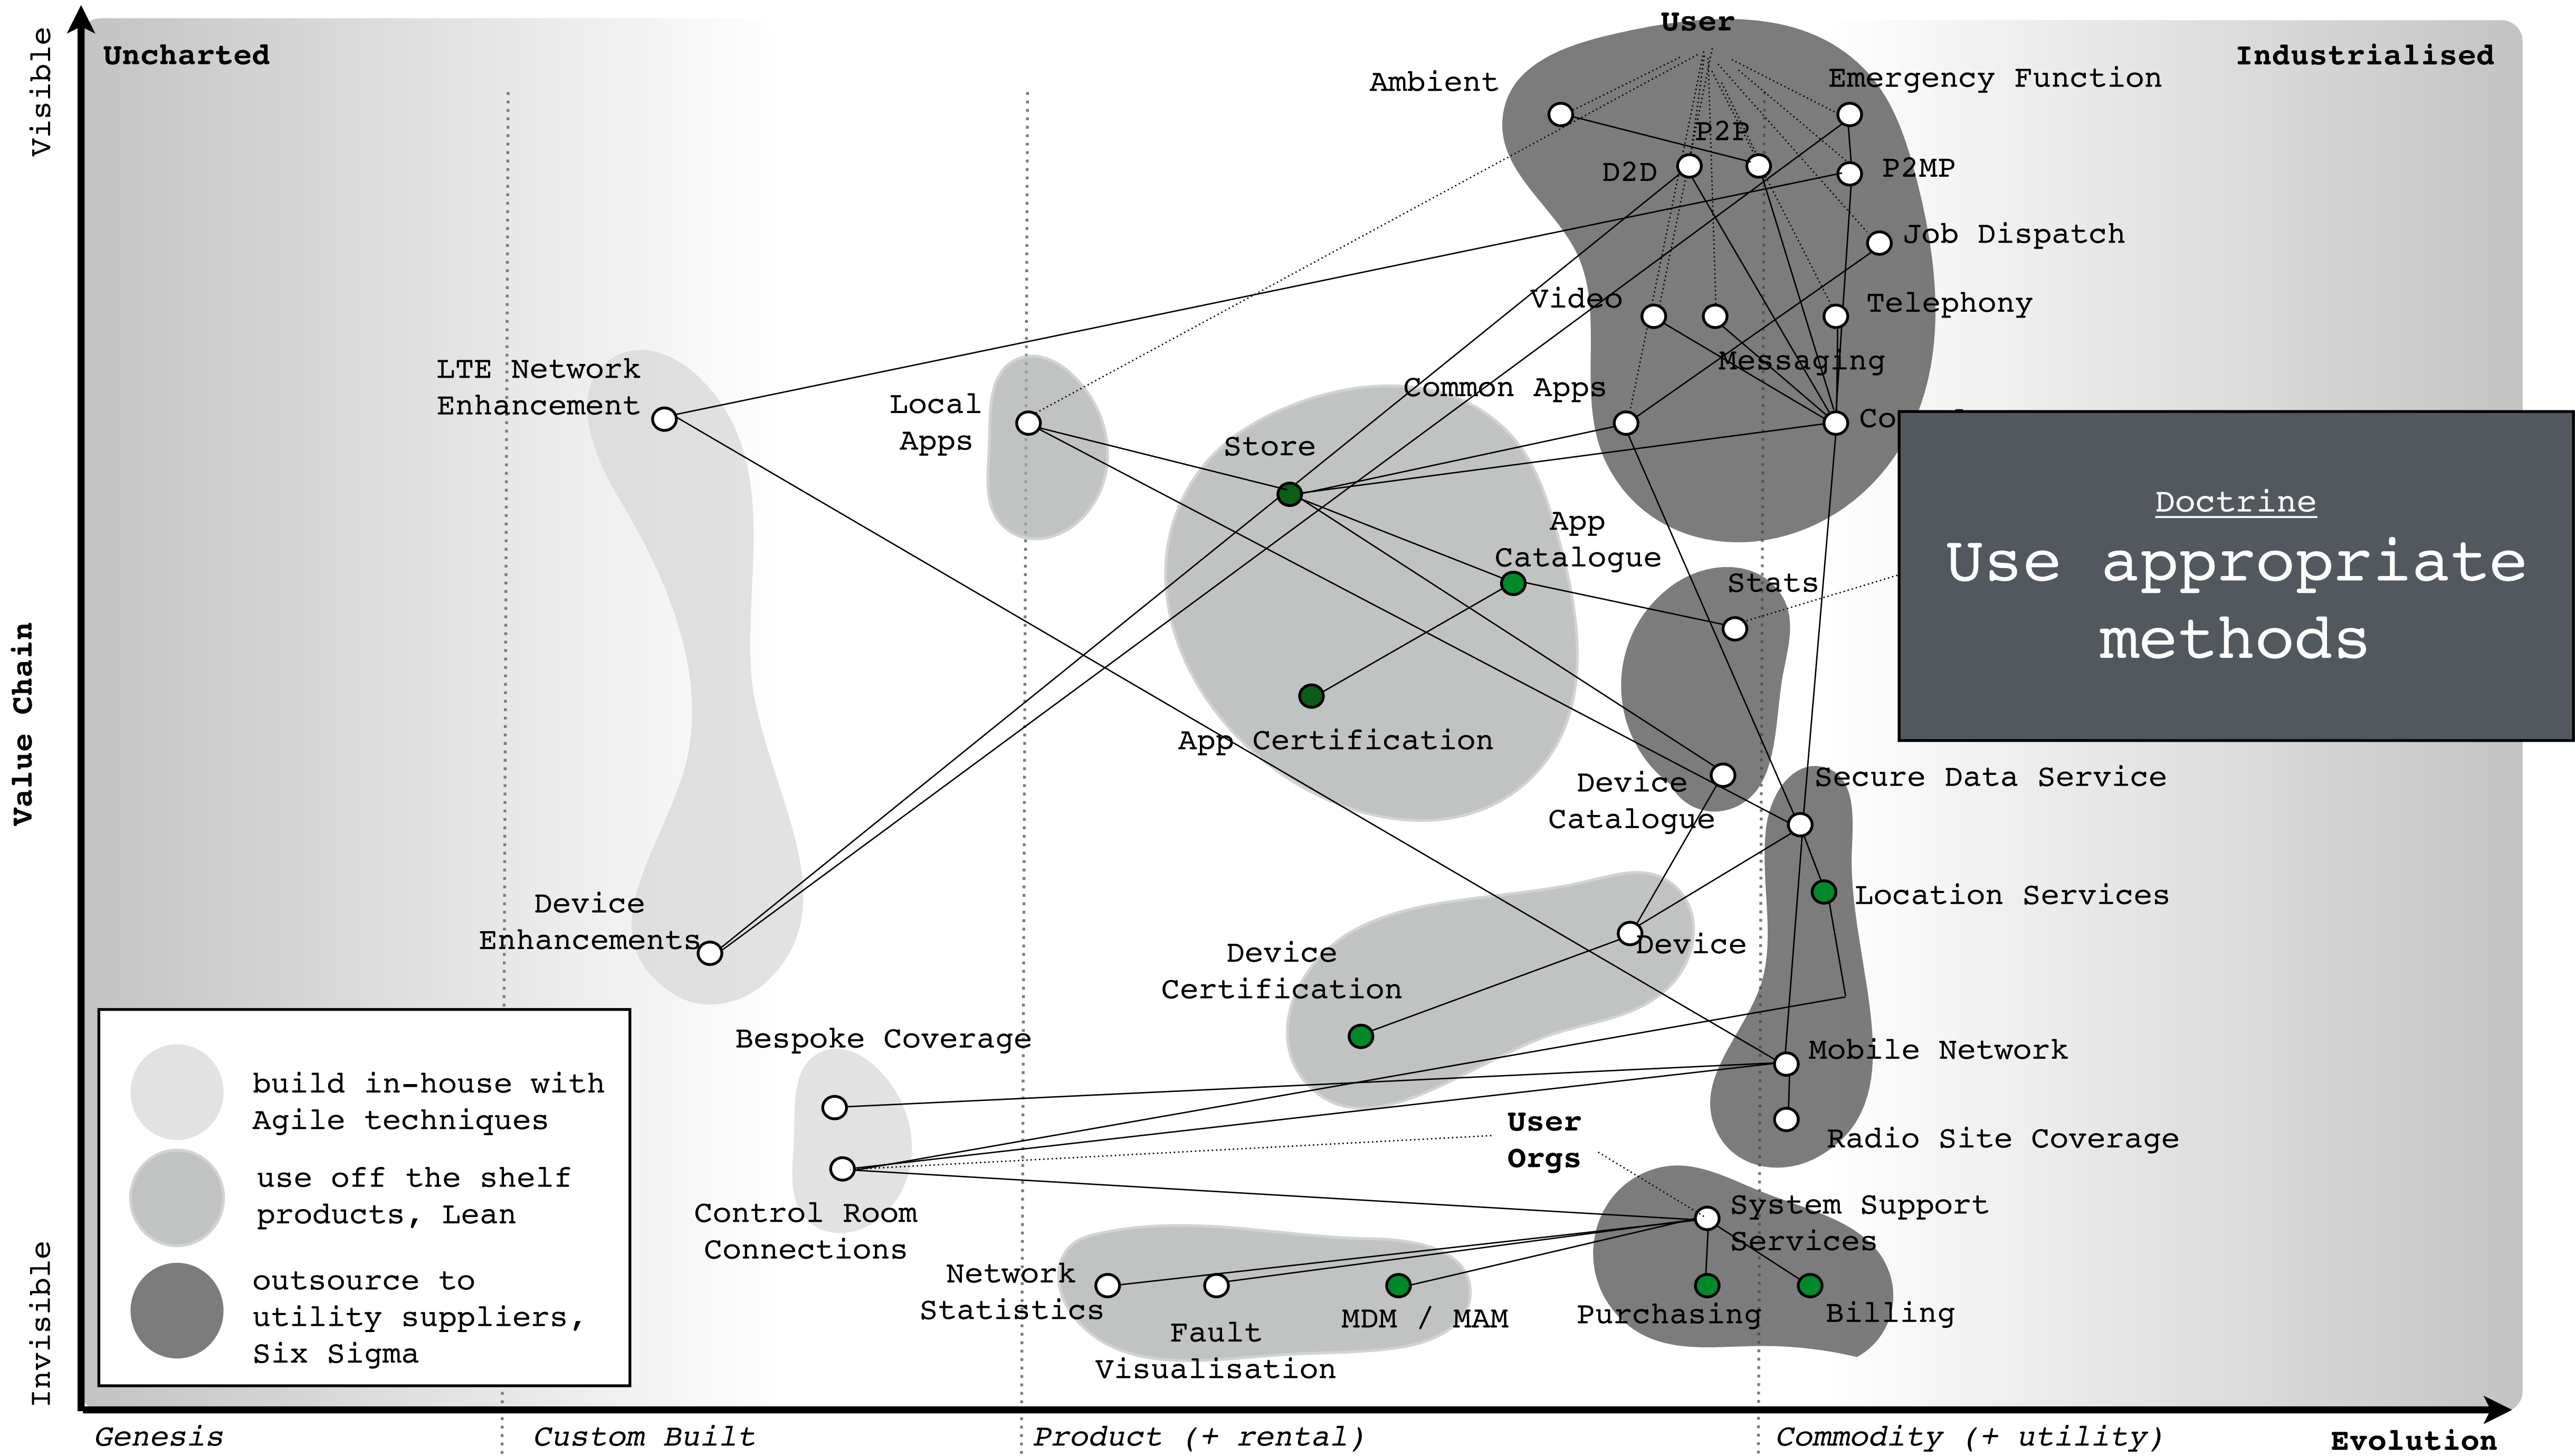 User
Uncharted
Industrialised
Visible
Ambient
Emergency Function
P2P
D2D
P2MP
Job Dispatch
Video
Telephony
Messaging
LTE Network
Enhancement
Local
Apps
Common Apps
Store
Doctrine
Use appropriate
methods
App
Catalogue
Stats
Value Chain
App Certification
Device
Catalogue
Secure Data Service
Location Services
Device
Enhancements
Device
Device
Certification
Bespoke Coverage
Mobile Network
User
Orgs
Radio Site Coverage
build in-house with
Agile techniques
use off the shelf
products, Lean
outsource to
utility suppliers,
Six Sigma
Control Room
Connections
System Support
Services
Network
Statistics
Fault
Visualisation
MDM / MAM
Purchasing
Billing
Invisible
Genesis
Custom Built
Product (+ rental)
Commodity (+ utility)
Evolution